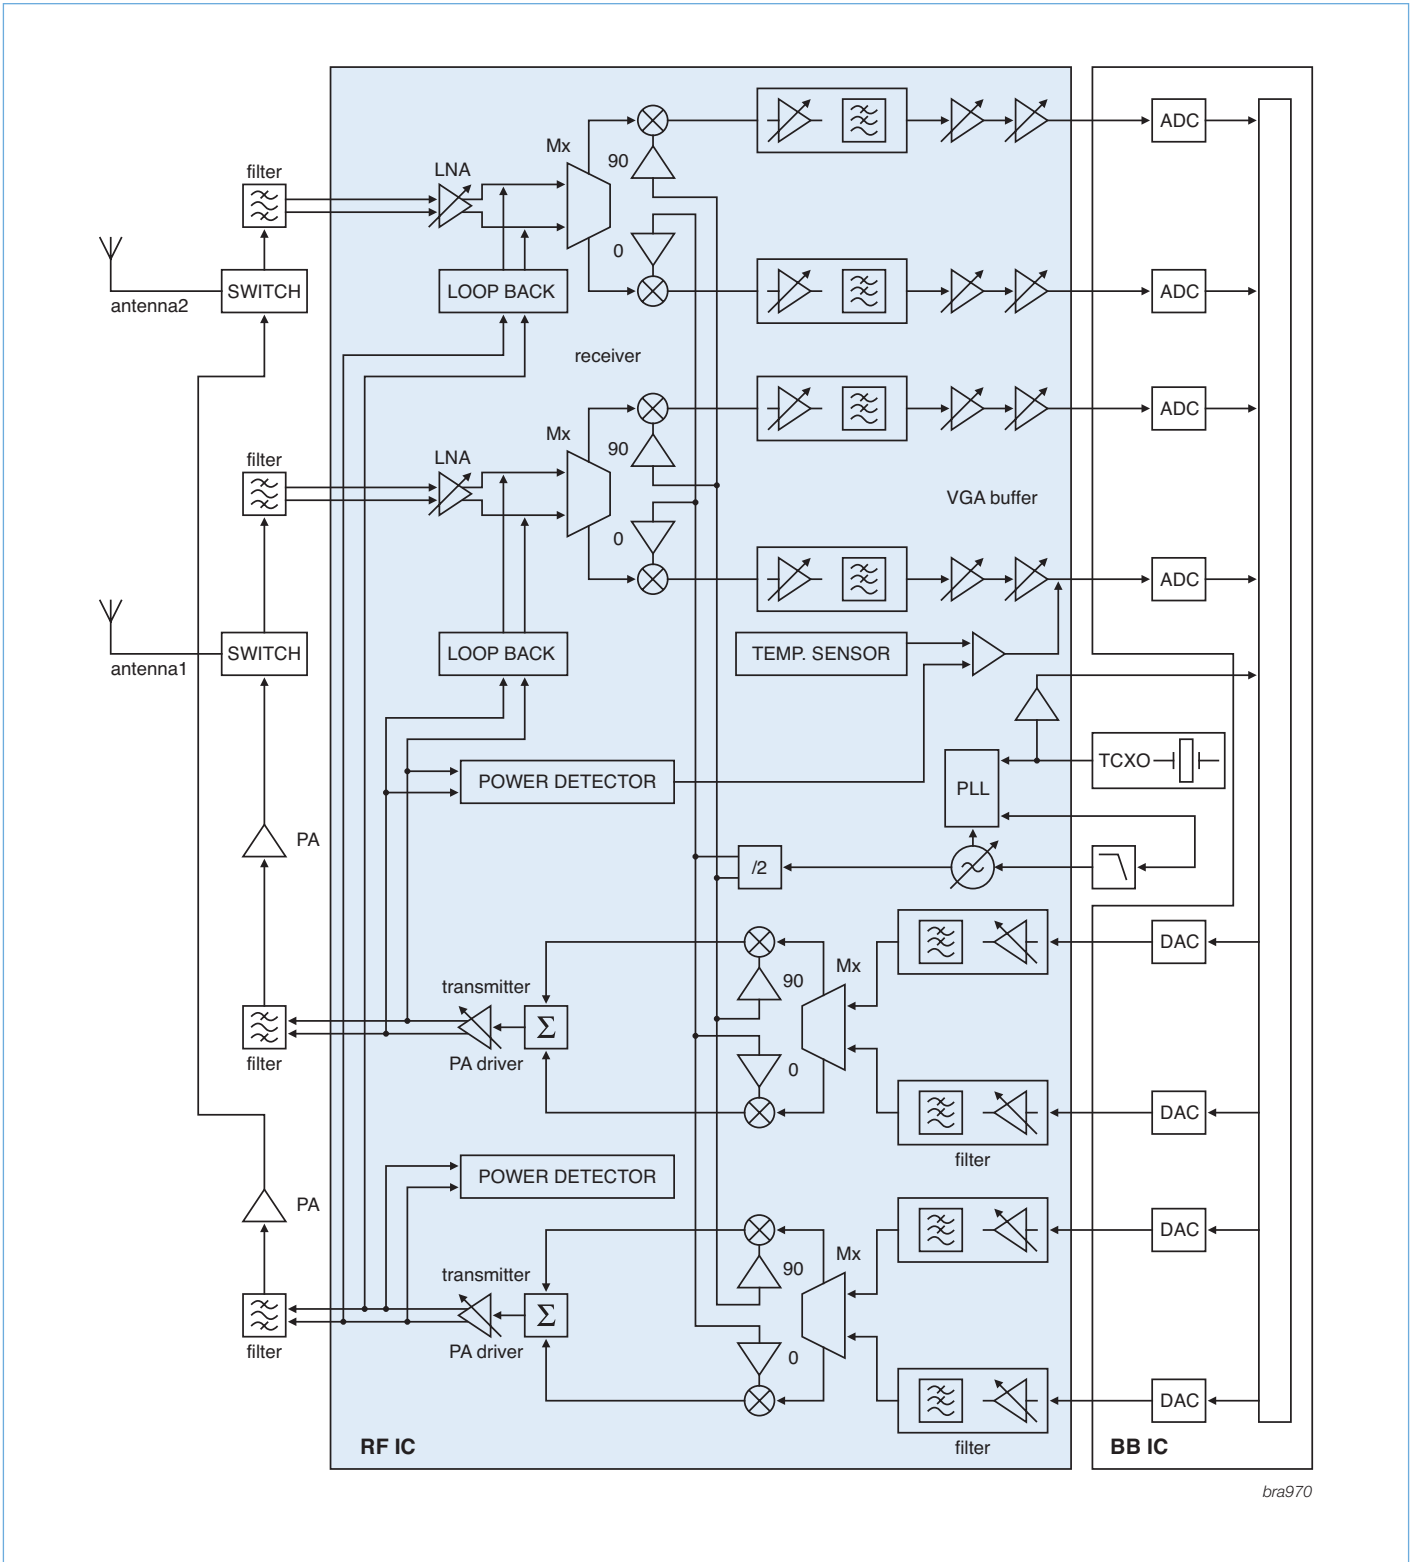 Mx
90
ADC
filter
LNA
0
SWITCH
LOOP BACK
ADC
antenna2
receiver
ADC
Mx
90
filter
LNA
VGA buffer
0
ADC
SWITCH
LOOP BACK
TEMP. SENSOR
antenna1
TCXO
POWER DETECTOR
PLL
PA
/2
DAC
Mx
90
transmitter
Σ
filter
PA driver
0
DAC
filter
POWER DETECTOR
PA
DAC
Mx
90
transmitter
Σ
filter
PA driver
0
DAC
RF IC
filter
BB IC
bra970